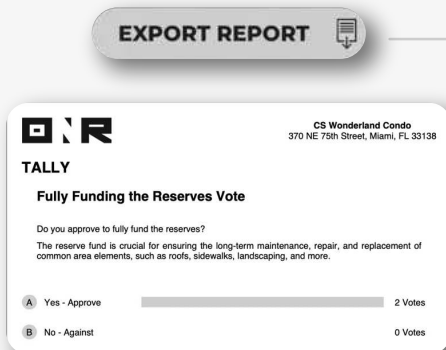 EXPORT REPORT
ONR
CS Wonderland Condo
370 NE 75th Street, Miami, FL 33138
TALLY
Fully Funding the Reserves Vote
Do you approve to fully fund the reserves?
The reserve fund is crucial for ensuring the long-term maintenance, repair, and replacement of
common area elements, such as roofs, sidewalks, landscaping, and more.
A Yes - Approve 2 Votes
B No - Against 0 Votes